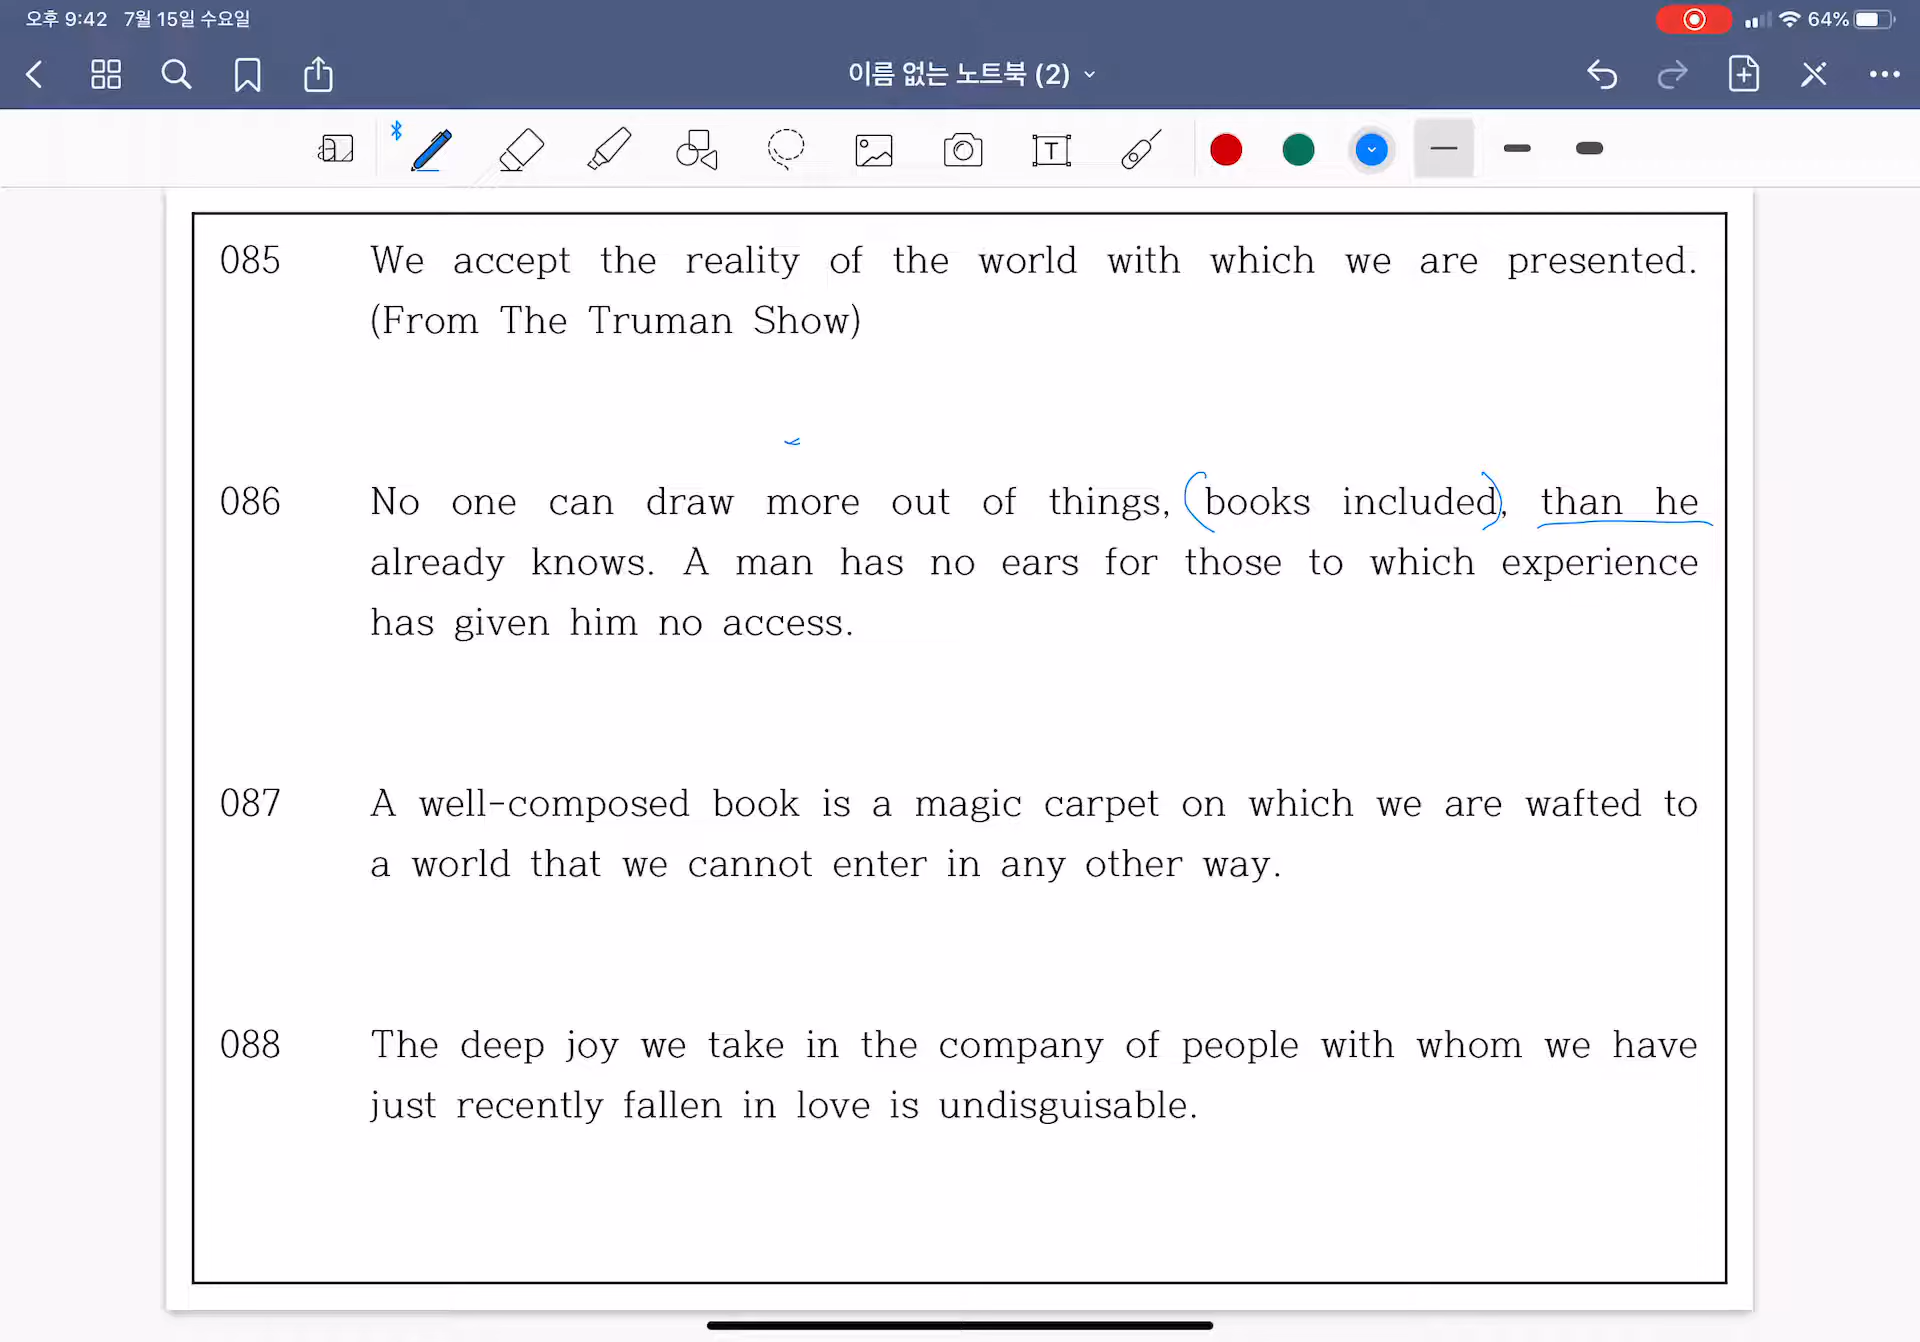 오후 9:42 7월 15일 수요일
64%
이름 없는 노트북 (2)
085 We accept the reality of the world with which we are presented.
(From The Truman Show)
086 No one can draw more out of things, (books included), than he
already knows. A man has no ears for those to which experience
has given him no access.
087 A well-composed book is a magic carpet on which we are wafted to
a world that we cannot enter in any other way.
088 The deep joy we take in the company of people with whom we have
just recently fallen in love is undisguisable.